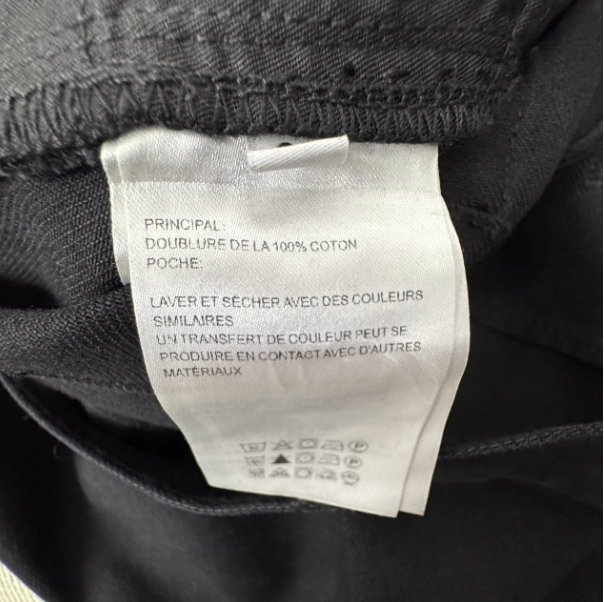 PRINCIPAL:
DOUBLURE DE LA 100% COTON
POCHE:
LAVER ET SÉCHER AVEC DES COULEURS
SIMILAIRES
UN TRANSFERT DE COULEUR PEUT SE
PRODUIRE EN CONTACT AVEC D'AUTRES
MATÉRIAUX